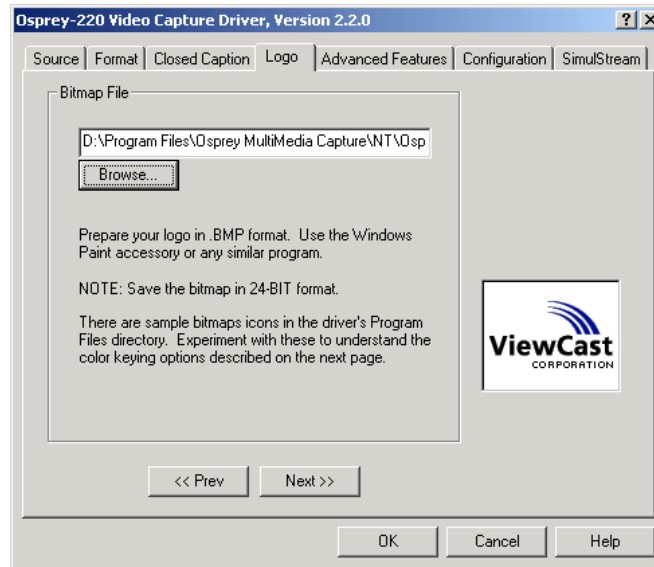 Osprey-220 Video Capture Driver, Version 2.2.0
Source Format Closed Caption Logo Advanced Features Configuration SimulStream
Bitmap File
D:\Program Files\Osprey MultiMedia Capture\NT\Osp
Browse...
Prepare your logo in .BMP format. Use the Windows
Paint accessory or any similar program.
NOTE: Save the bitmap in 24-BIT format.
There are sample bitmaps icons in the driver's Program
Files directory. Experiment with these to understand the
color keying options described on the next page.
ViewCast
CORPORATION
<< Prev Next >>
OK Cancel Help